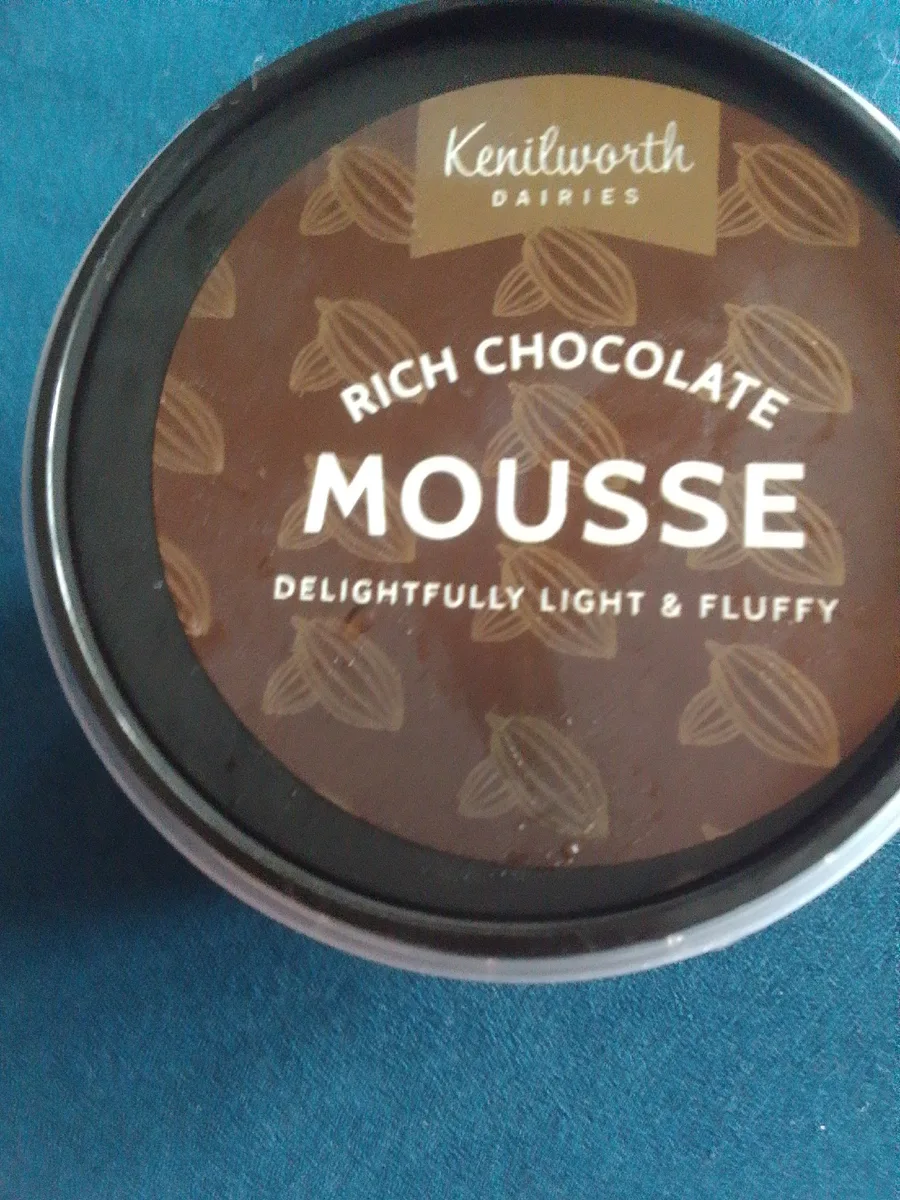 Kenilworth
DAIRIES
RICH CHOCOLATE
MOUSSE
DELIGHTFULLY LIGHT & FLUFFY